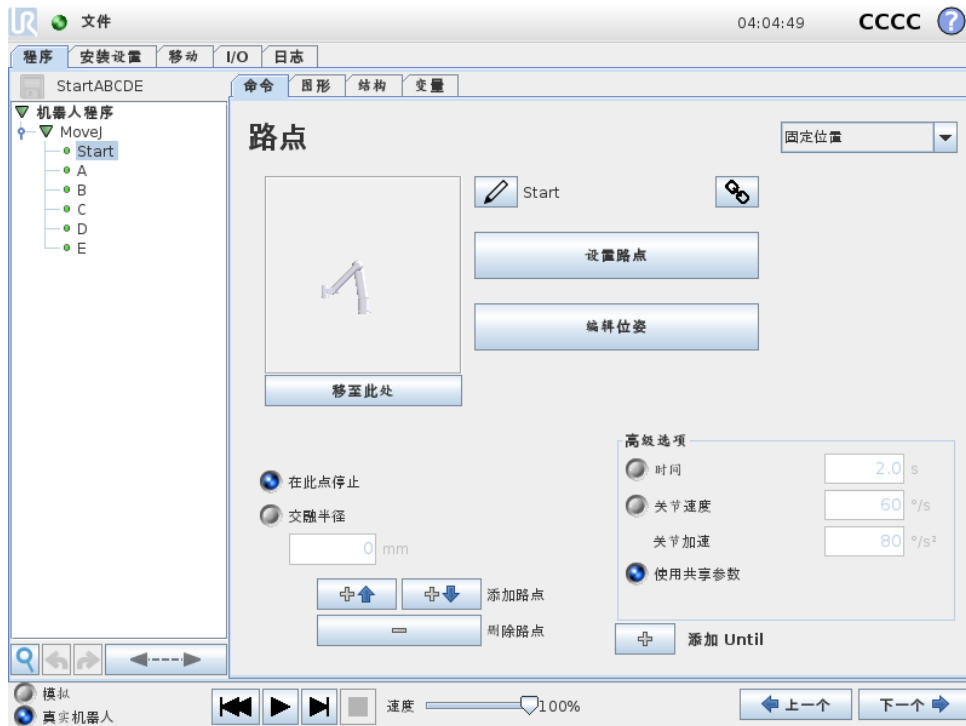 UR 文件 04:04:49 CCCC ?
程序 安装设置 移动 I/O 日志
StartABCDE 命令 图形 结构 变量
机器人程序
MoveJ
Start
A
B
C
D
E
路点 固定位置
Start
设置路点
编辑位姿
移至此处
高级选项
时间 2.0 s
关节速度 60 °/s
关节加速 80 °/s²
使用共享参数
在此点停止
交融半径
0 mm
添加路点
删除路点
添加 Until
模拟
真实机器人
速度 100%
上一个 下一个